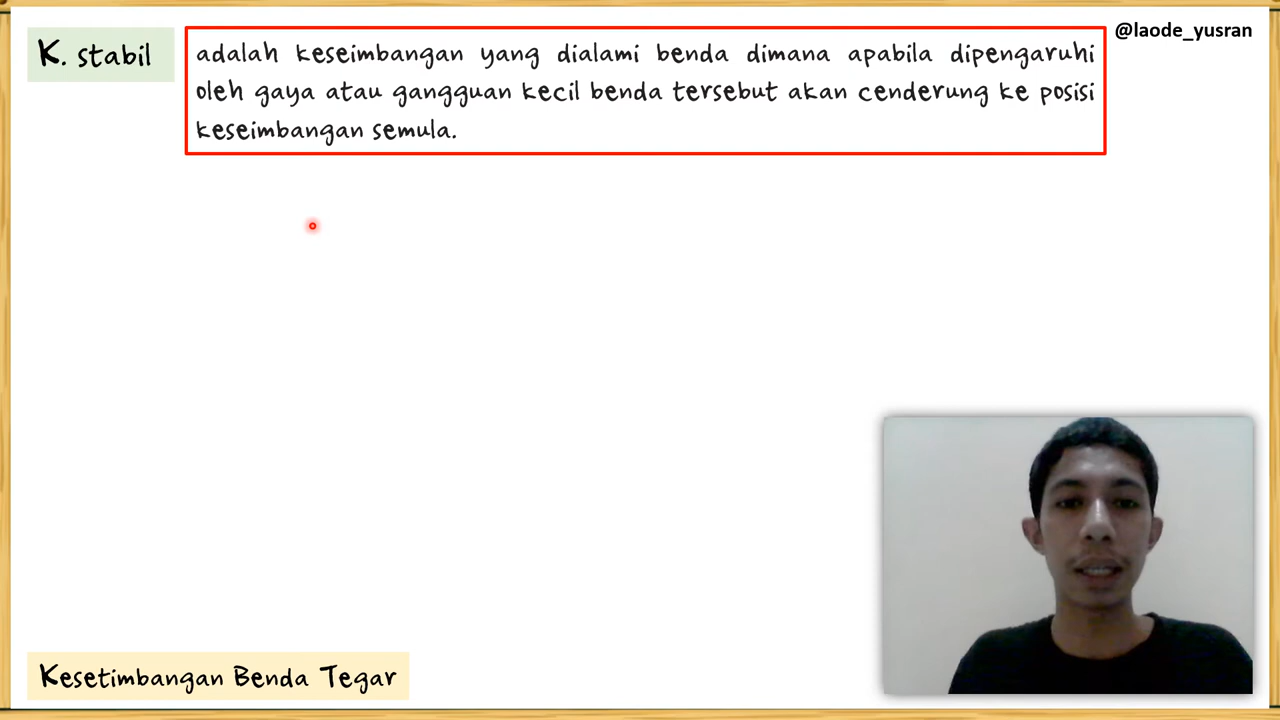 K. stabil
adalah keseimbangan yang dialami benda dimana apabila dipengaruhi
oleh gaya atau gangguan kecil benda tersebut akan cenderung ke posisi
keseimbangan semula.
@laode_yusran
Kesetimbangan Benda Tegar